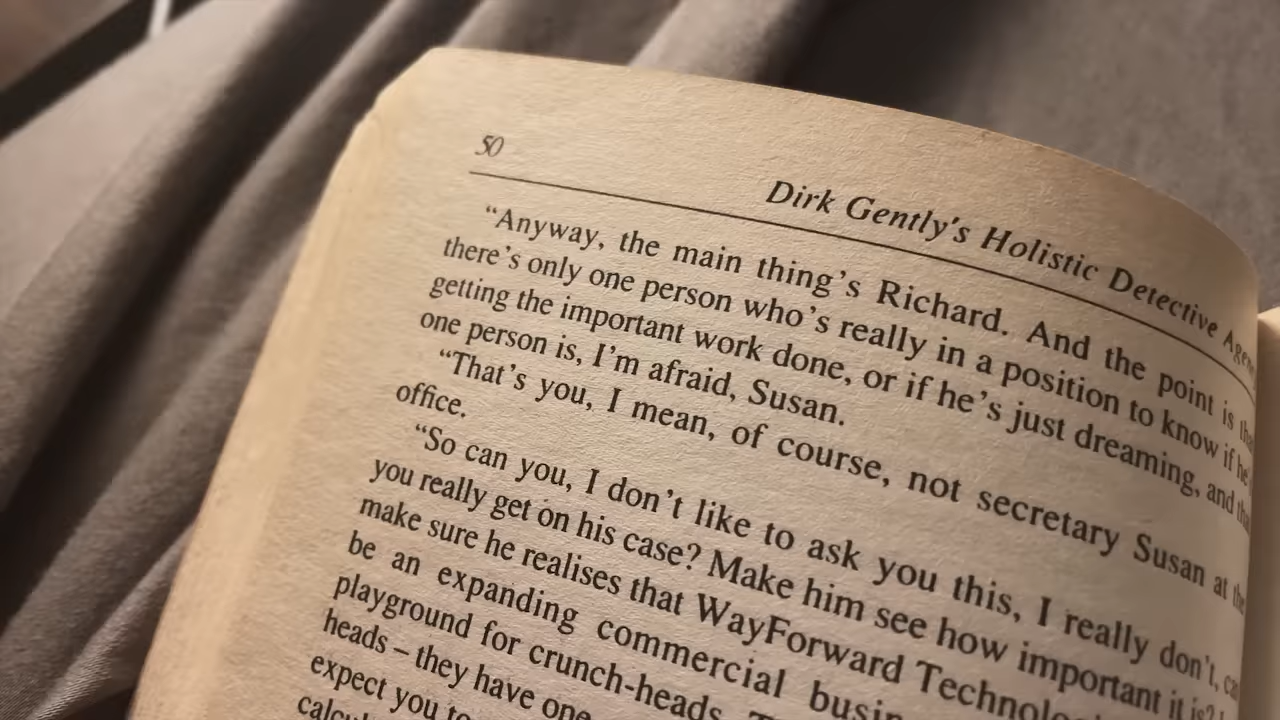 50
Dirk Gently's Holistic Detective
“Anyway, the main thing’s Richard. And the point is
there’s only one person who’s really in a position to know if he’s
getting the important work done, or if he’s just dreaming, and
one person is, I’m afraid, Susan.
“That’s you, I mean, of course, not secretary Susan at the
office.
“So can you, I don’t like to ask you this, I really don’t,
you really get on his case? Make him see how important it is?
make sure he realises that WayForward
be an expanding commercial
playground for crunch-heads.
heads – they have one
expect you to